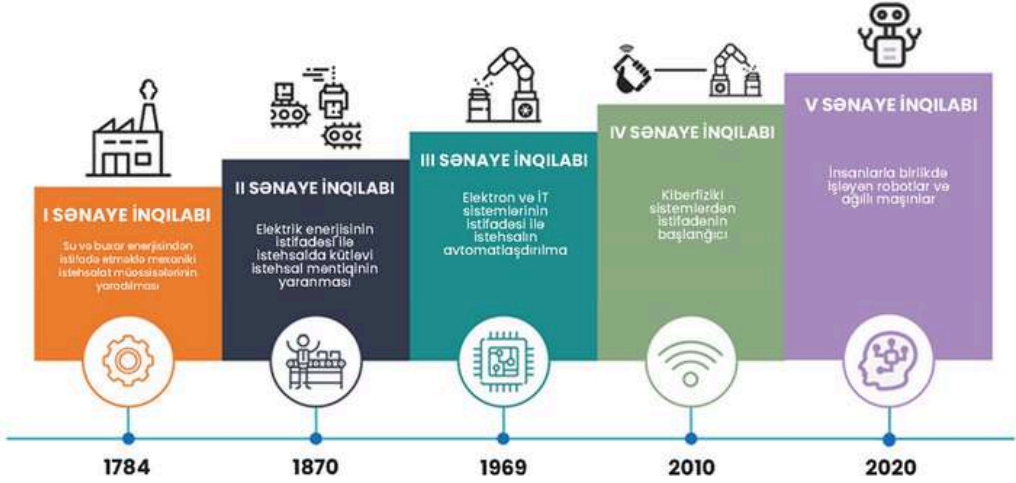 I SƏNAYE İNQILABI
Su və buxar enerjisindən
istifadə etməklə mexaniki
istehsalat müəssisələrinin
yaradılması
II SƏNAYE İNQILABI
Elektrik enerjisinin
istifadəsi ilə
istehsalda kütləvi
istehsal məntiqinin
yaranması
III SƏNAYE İNQILABI
Elektron və İT
sistemlərinin
istifadəsi ilə
istehsalın
avtomatlaşdırılma
IV SƏNAYE İNQILABI
Kiberfiziki
sistemlərdən
istifadənin
başlanğıcı
V SƏNAYE İNQILABI
İnsanlarla birlikdə
işləyən robotlar və
ağıllı maşınlar
1784
1870
1969
2010
2020